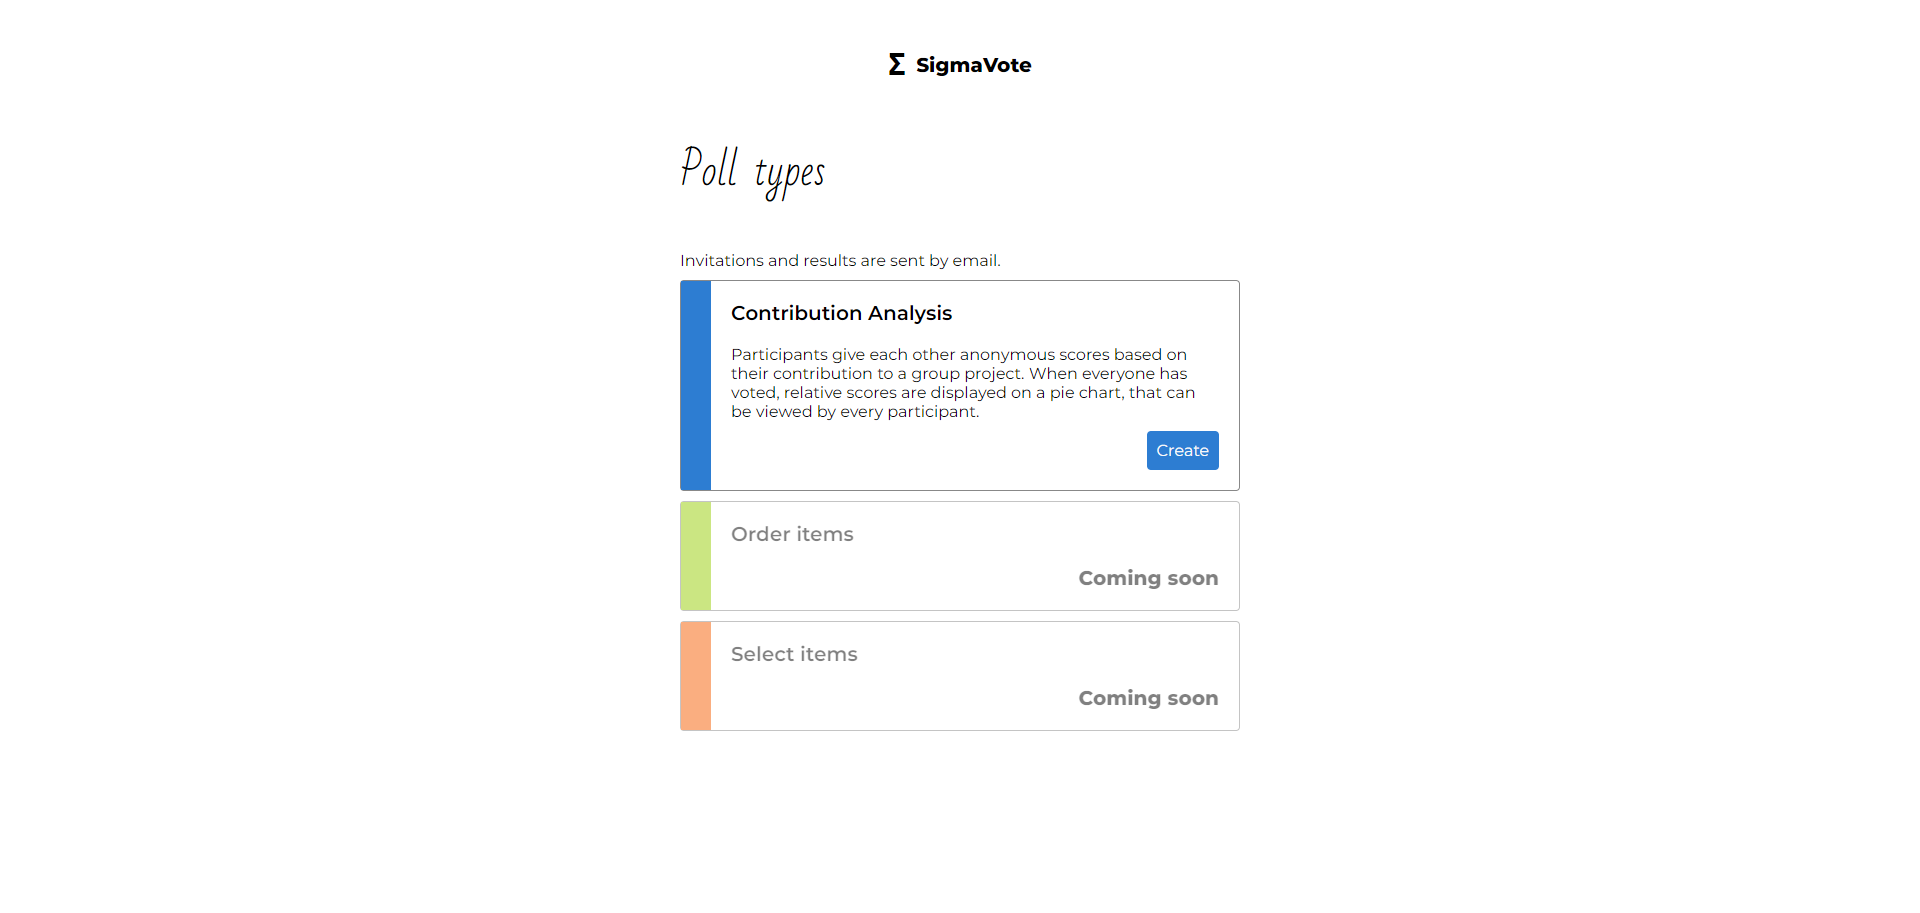 Σ SigmaVote
Poll types
Invitations and results are sent by email.
Contribution Analysis
Participants give each other anonymous scores based on
their contribution to a group project. When everyone has
voted, relative scores are displayed on a pie chart, that can
be viewed by every participant.
Create
Order items
Coming soon
Select items
Coming soon